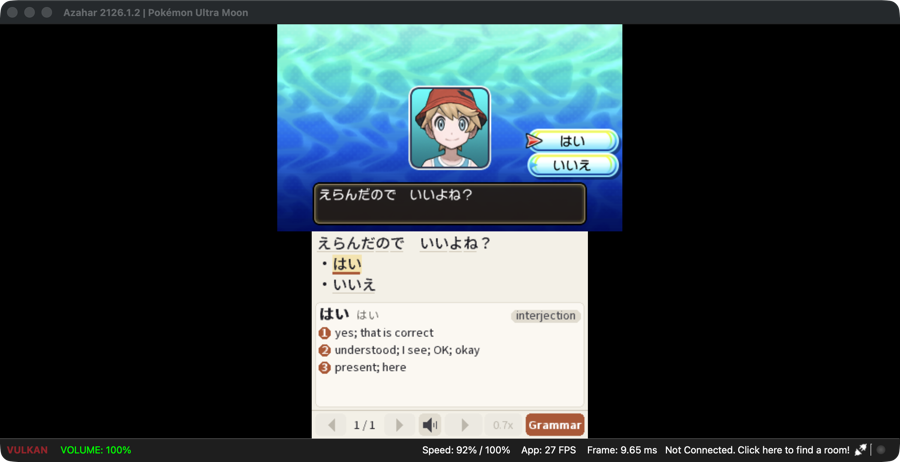 Azahar 2126.1.2 | Pokémon Ultra Moon
はい
いいえ
えらんだので　いいよね？
えらんだので　いいよね？
・はい
・いいえ
はい はい interjection
1 yes; that is correct
2 understood; I see; OK; okay
3 present; here
1 / 1 0.7x Grammar
VULKAN VOLUME: 100% Speed: 92% / 100% App: 27 FPS Frame: 9.65 ms Not Connected. Click here to find a room!